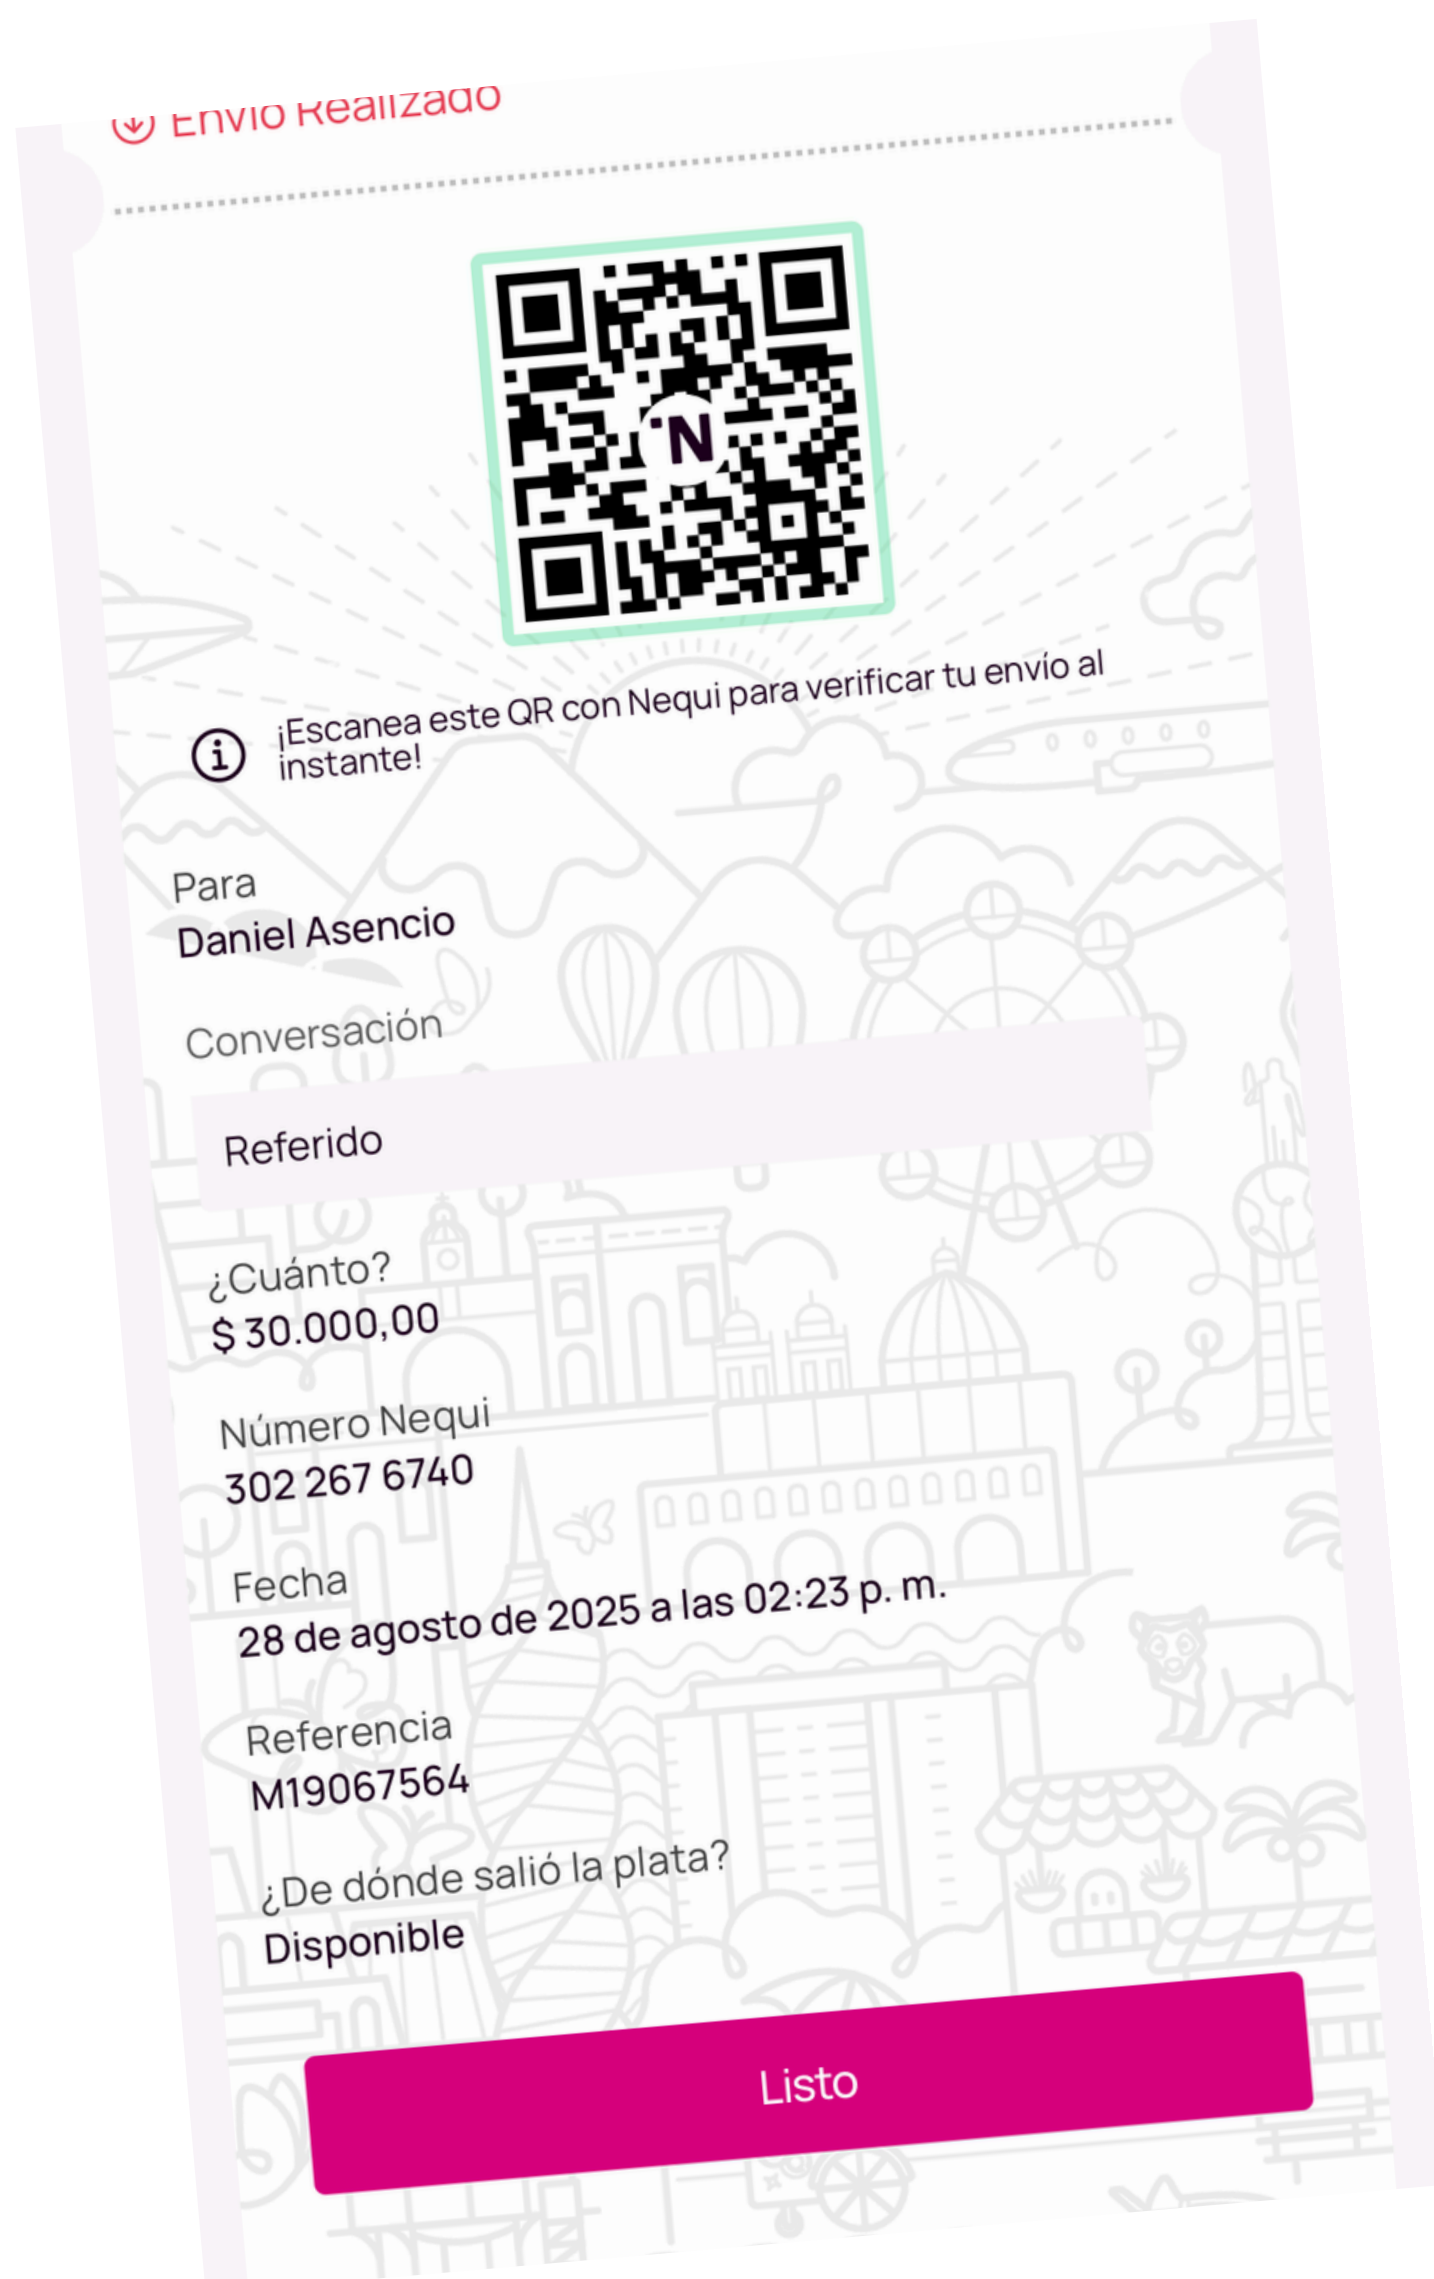 Envío Realizado
N
¡Escanea este QR con Nequi para verificar tu envío al
instante!
Para
Daniel Asencio
Conversación
Referido
¿Cuánto?
$ 30.000,00
Número Nequi
302 267 6740
Fecha
28 de agosto de 2025 a las 02:23 p. m.
Referencia
M19067564
¿De dónde salió la plata?
Disponible
Listo